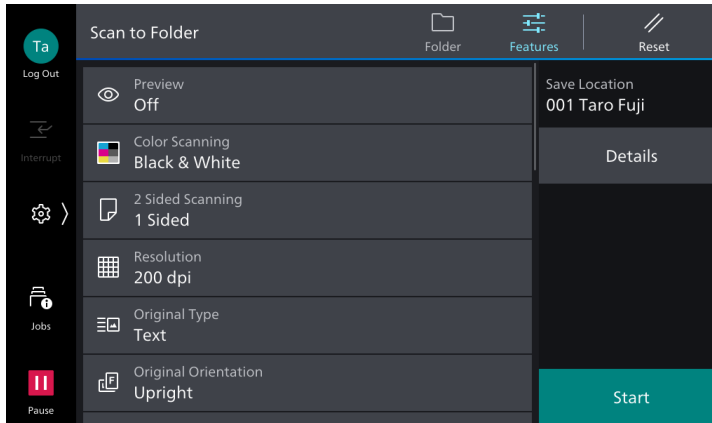 Ta
Log Out
Interrupt
Jobs
Pause
Scan to Folder
Folder
Features
Reset
Preview
Off
Color Scanning
Black & White
2 Sided Scanning
1 Sided
Resolution
200 dpi
Original Type
Text
Original Orientation
Upright
Save Location
001 Taro Fuji
Details
Start